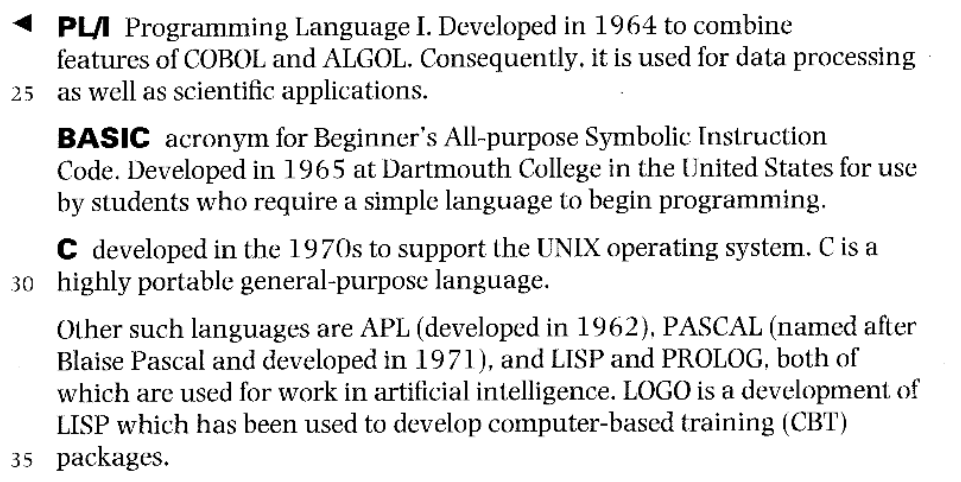 ◄ PL/I Programming Language I. Developed in 1964 to combine
features of COBOL and ALGOL. Consequently, it is used for data processing
25 as well as scientific applications.
BASIC acronym for Beginner's All-purpose Symbolic Instruction
Code. Developed in 1965 at Dartmouth College in the United States for use
by students who require a simple language to begin programming.
C developed in the 1970s to support the UNIX operating system. C is a
30 highly portable general-purpose language.
Other such languages are APL (developed in 1962), PASCAL (named after
Blaise Pascal and developed in 1971), and LISP and PROLOG, both of
which are used for work in artificial intelligence. LOGO is a development of
LISP which has been used to develop computer-based training (CBT)
35 packages.